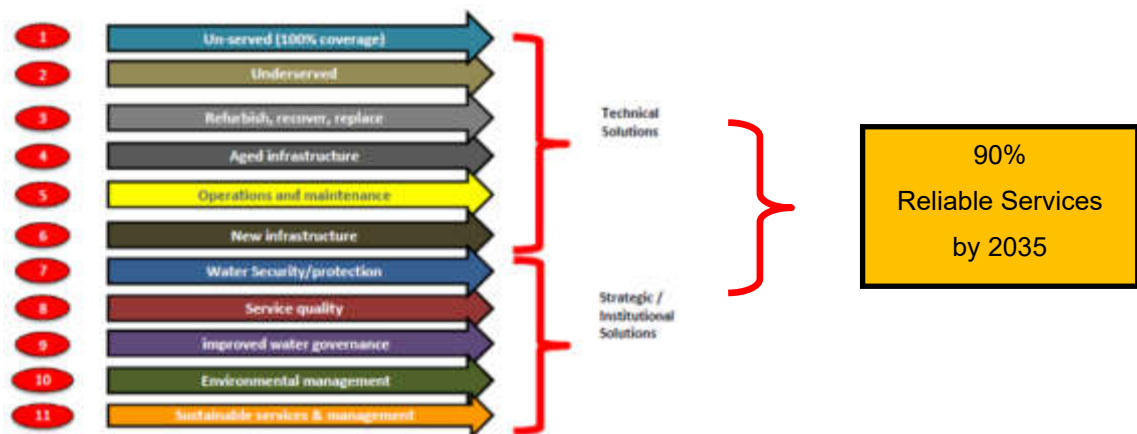 1
Un-served (100% coverage)
2
Underserved
3
Refurbish, recover, replace
4
Aged infrastructure
5
Operations and maintenance
6
New infrastructure
7
Water Security/protection
8
Service quality
9
improved water governance
10
Environmental management
11
Sustainable services & management
Technical
Solutions
Strategic /
Institutional
Solutions
90%
Reliable Services
by 2035